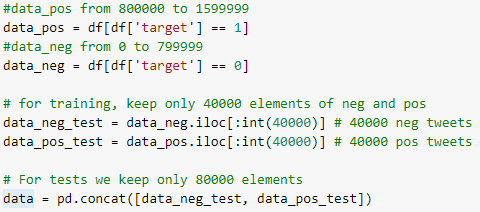 #data_pos from 800000 to 1599999
data_pos = df[df['target'] == 1]
#data_neg from 0 to 799999
data_neg = df[df['target'] == 0]
# for training, keep only 40000 elements of neg and pos
data_neg_test = data_neg.iloc[:int(40000)] # 40000 neg tweets
data_pos_test = data_pos.iloc[:int(40000)] # 40000 pos tweets
# For tests we keep only 80000 elements
data = pd.concat([data_neg_test, data_pos_test])